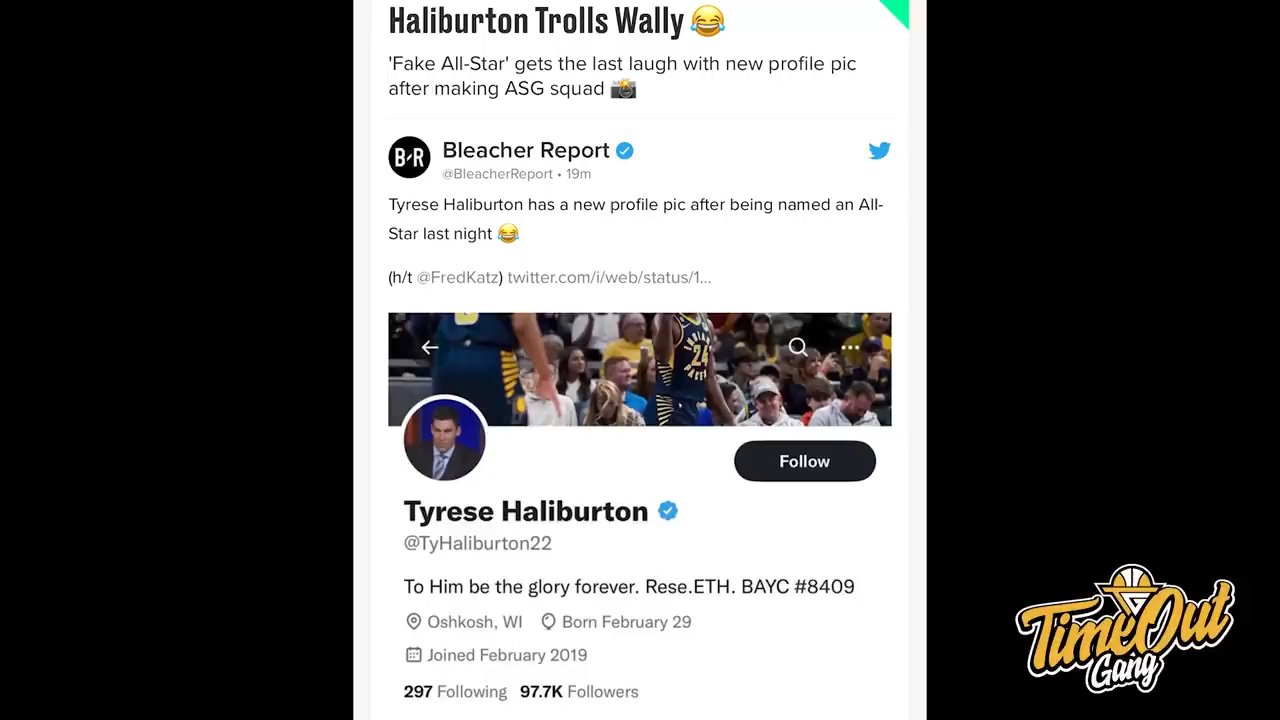 Haliburton Trolls Wally 😂
'Fake All-Star' gets the last laugh with new profile pic
after making ASG squad 📸
B·R
Bleacher Report
@BleacherReport • 19m
Tyrese Haliburton has a new profile pic after being named an All-
Star last night 😂
(h/t @FredKatz) twitter.com/i/web/status/1...
INDIANA
24
PACERS
Follow
Tyrese Haliburton
@TyHaliburton22
To Him be the glory forever. Rese.ETH. BAYC #8409
Oshkosh, WI Born February 29
Joined February 2019
297 Following 97.7K Followers
TimeOut
Gang